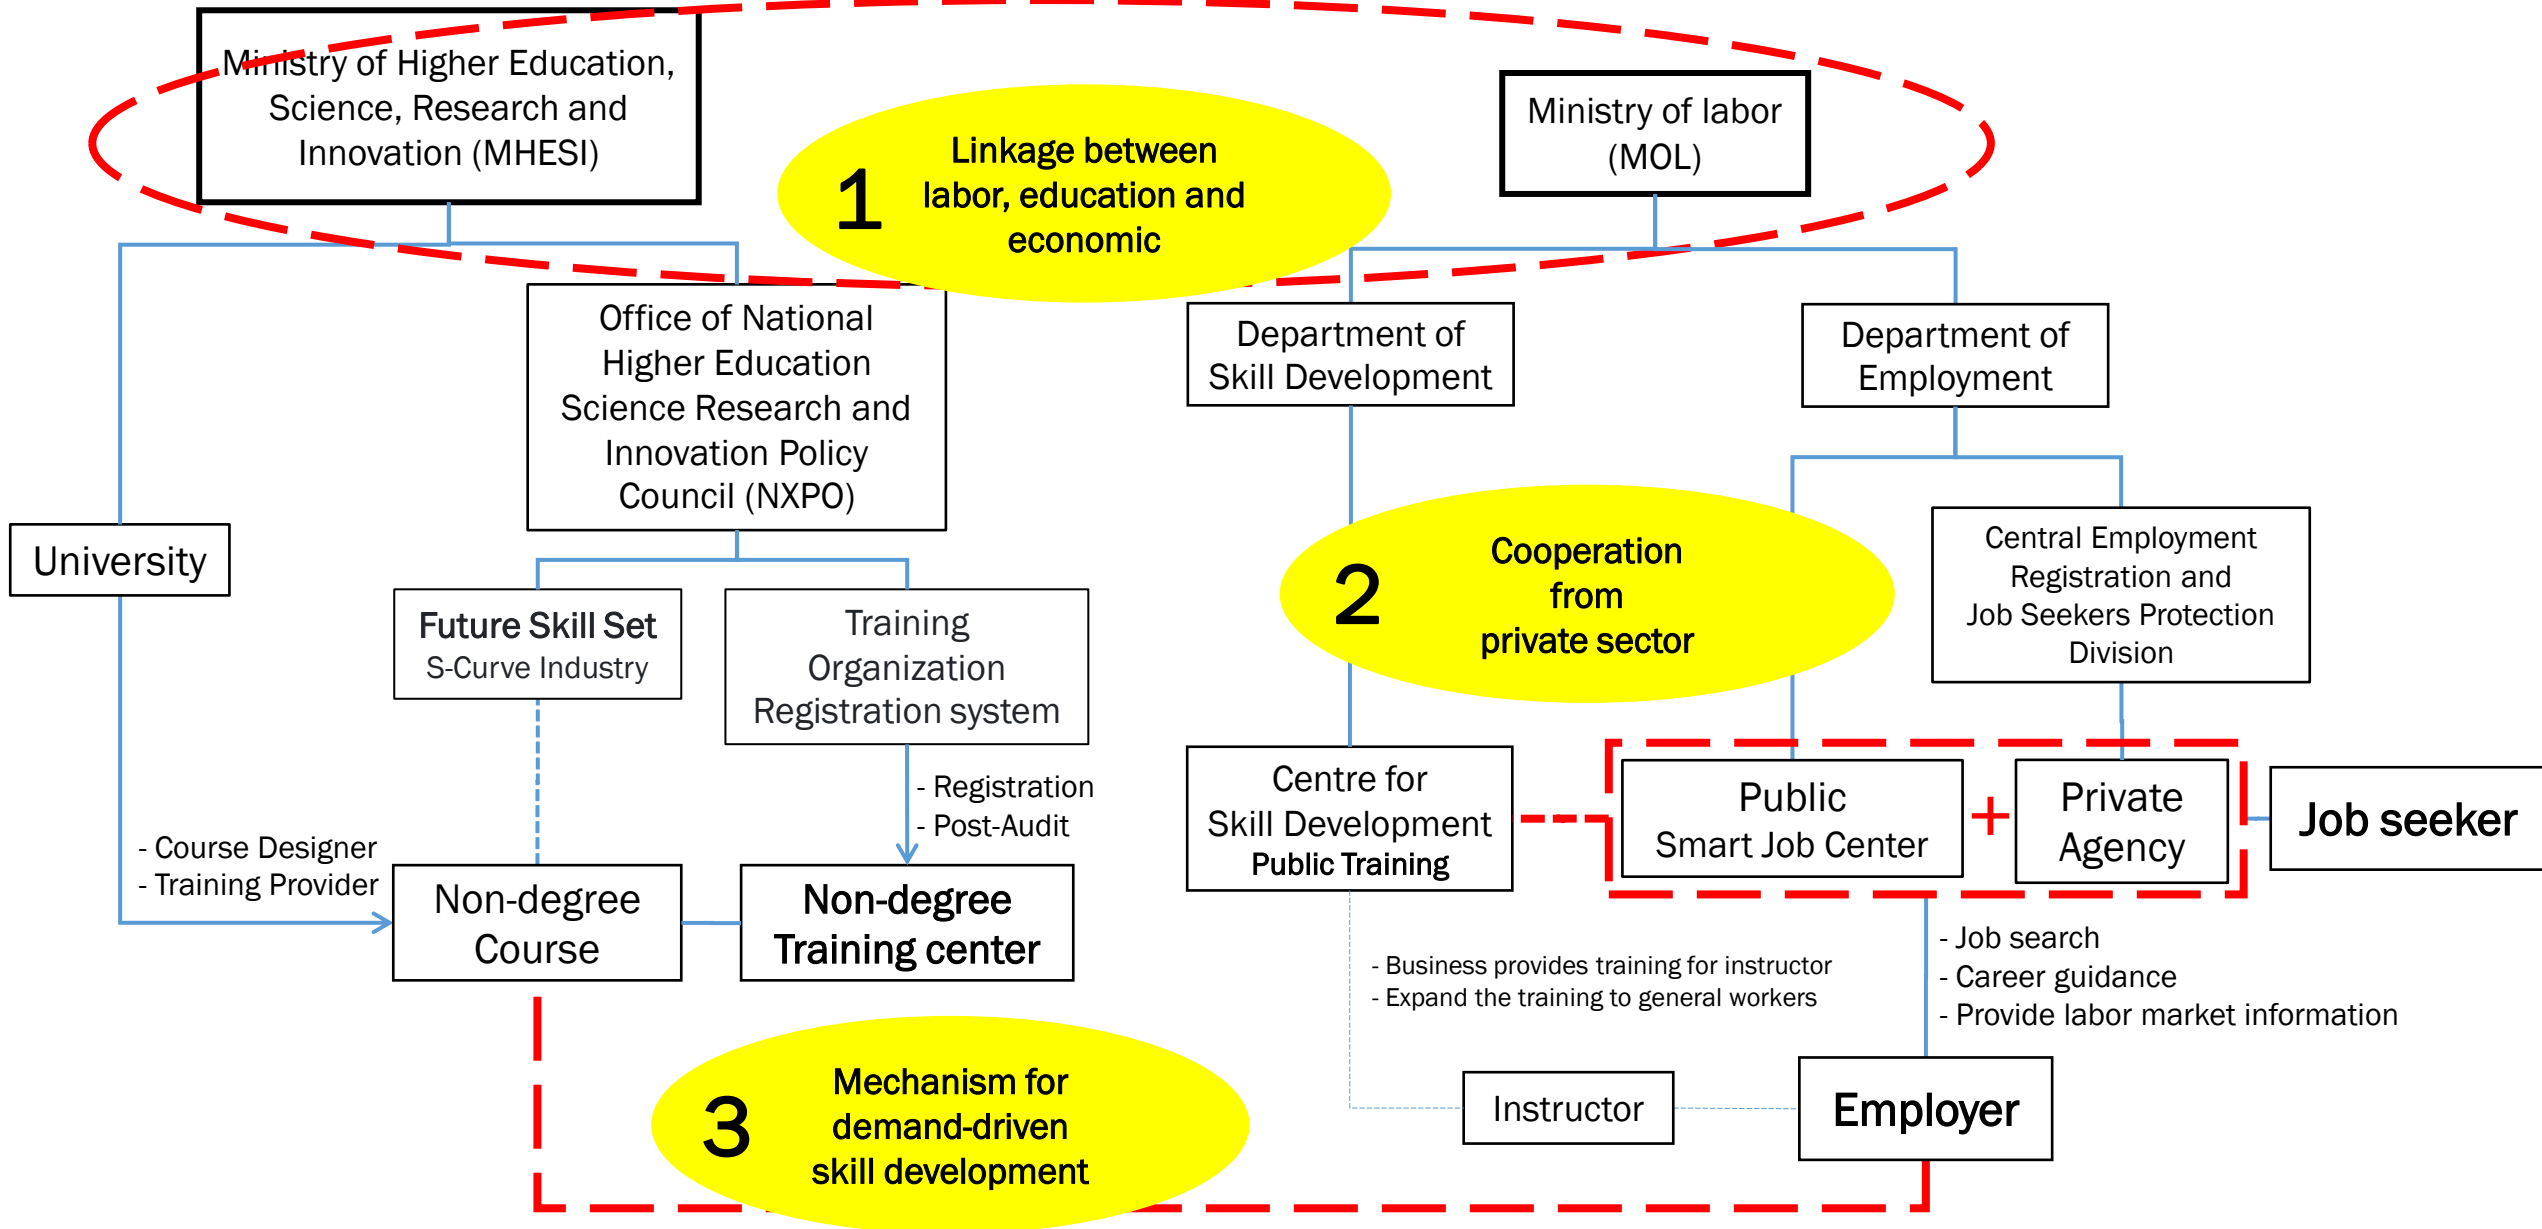 Ministry of Higher Education,
Science, Research and
Innovation (MHESI)
Ministry of labor
(MOL)
1
Linkage between
labor, education and
economic
Office of National
Higher Education
Science Research and
Innovation Policy
Council (NXPO)
Department of
Skill Development
Department of
Employment
University
2
Cooperation
from
private sector
Central Employment
Registration and
Job Seekers Protection
Division
Future Skill Set
S-Curve Industry
Training
Organization
Registration system
- Registration
- Post-Audit
- Course Designer
- Training Provider
Non-degree
Course
Non-degree
Training center
Centre for
Skill Development
Public Training
Public
Smart Job Center
+
Private
Agency
Job seeker
- Business provides training for instructor
- Expand the training to general workers
- Job search
- Career guidance
- Provide labor market information
3
Mechanism for
demand-driven
skill development
Instructor
Employer